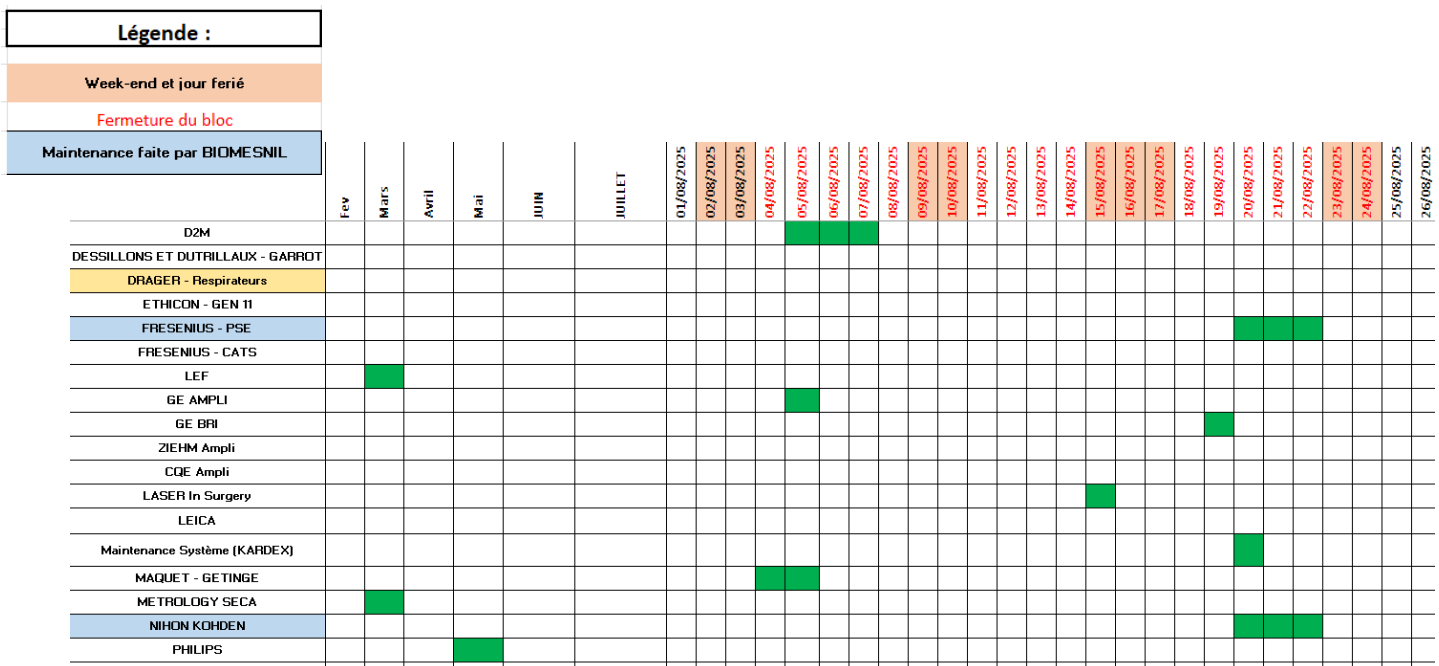 Légende :
Week-end et jour ferié
Fermeture du bloc
Maintenance faite par BIOMESNIL
Fev
Mars
Avril
Mai
JUIN
JUILLET
01/08/2025
02/08/2025
03/08/2025
04/08/2025
05/08/2025
06/08/2025
07/08/2025
08/08/2025
09/08/2025
10/08/2025
11/08/2025
12/08/2025
13/08/2025
14/08/2025
15/08/2025
16/08/2025
17/08/2025
18/08/2025
19/08/2025
20/08/2025
21/08/2025
22/08/2025
23/08/2025
24/08/2025
25/08/2025
26/08/2025
D2M
DESSILLONS ET DUTRILLAUX - GARROT
DRAGER - Respirateurs
ETHICON - GEN 11
FRESENIUS - PSE
FRESENIUS - CATS
LEF
GE AMPLI
GE BRI
ZIEHM Ampli
CQE Ampli
LASER In Surgery
LEICA
Maintenance Système (KARDEX)
MAQUET - GETINGE
METROLOGY SECA
NIHON KOHDEN
PHILIPS